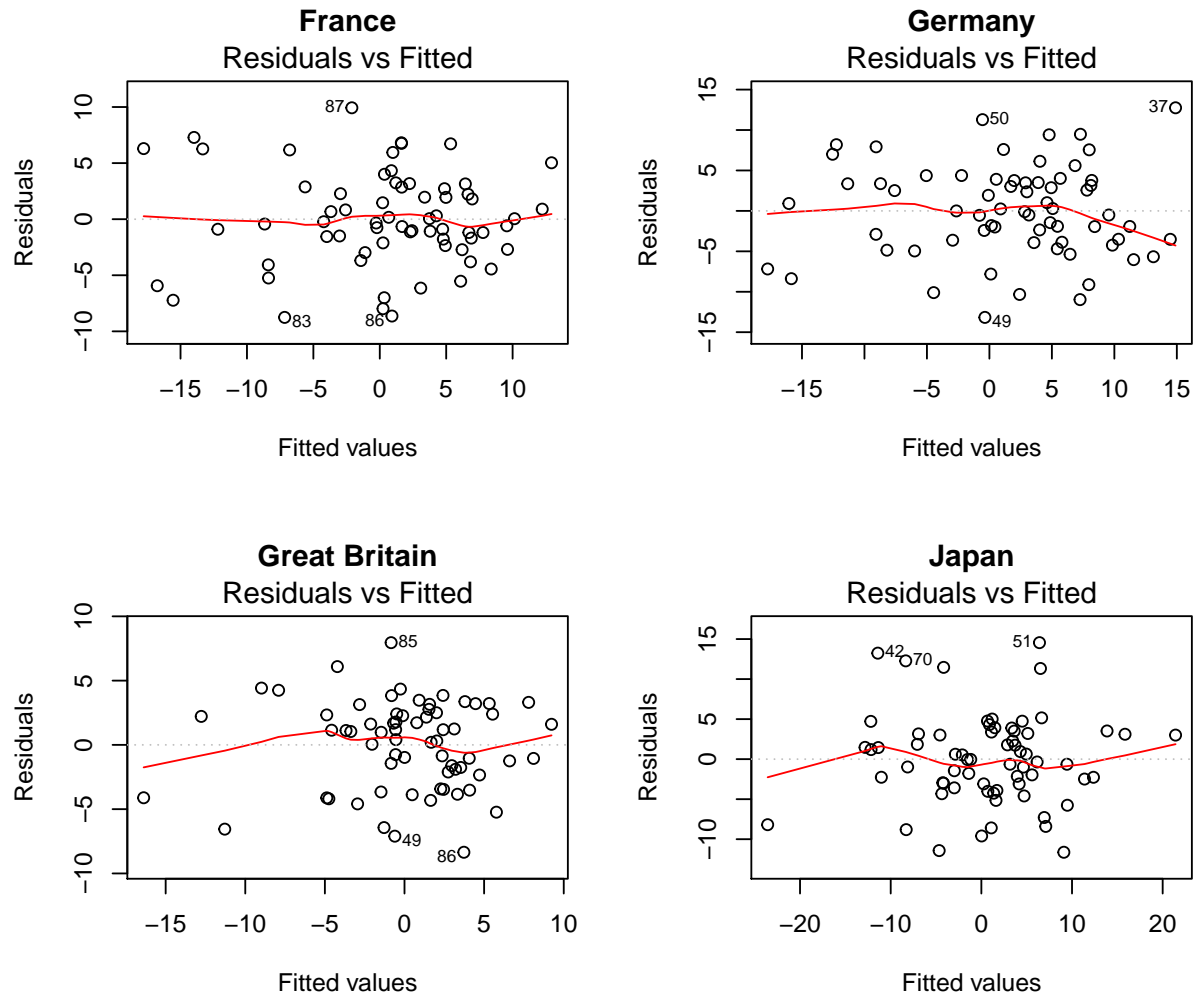 France
Residuals vs Fitted
Residuals
10
5
0
−5
−10
87
83
86
−15 −10 −5 0 5 10
Fitted values
Germany
Residuals vs Fitted
Residuals
15
5
−5
−15
50
37
49
−15 −5 0 5 10 15
Fitted values
Great Britain
Residuals vs Fitted
Residuals
10
5
0
−5
−10
85
49
86
−15 −10 −5 0 5 10
Fitted values
Japan
Residuals vs Fitted
Residuals
15
5
0
−10
42
70
51
−20 −10 0 10 20
Fitted values